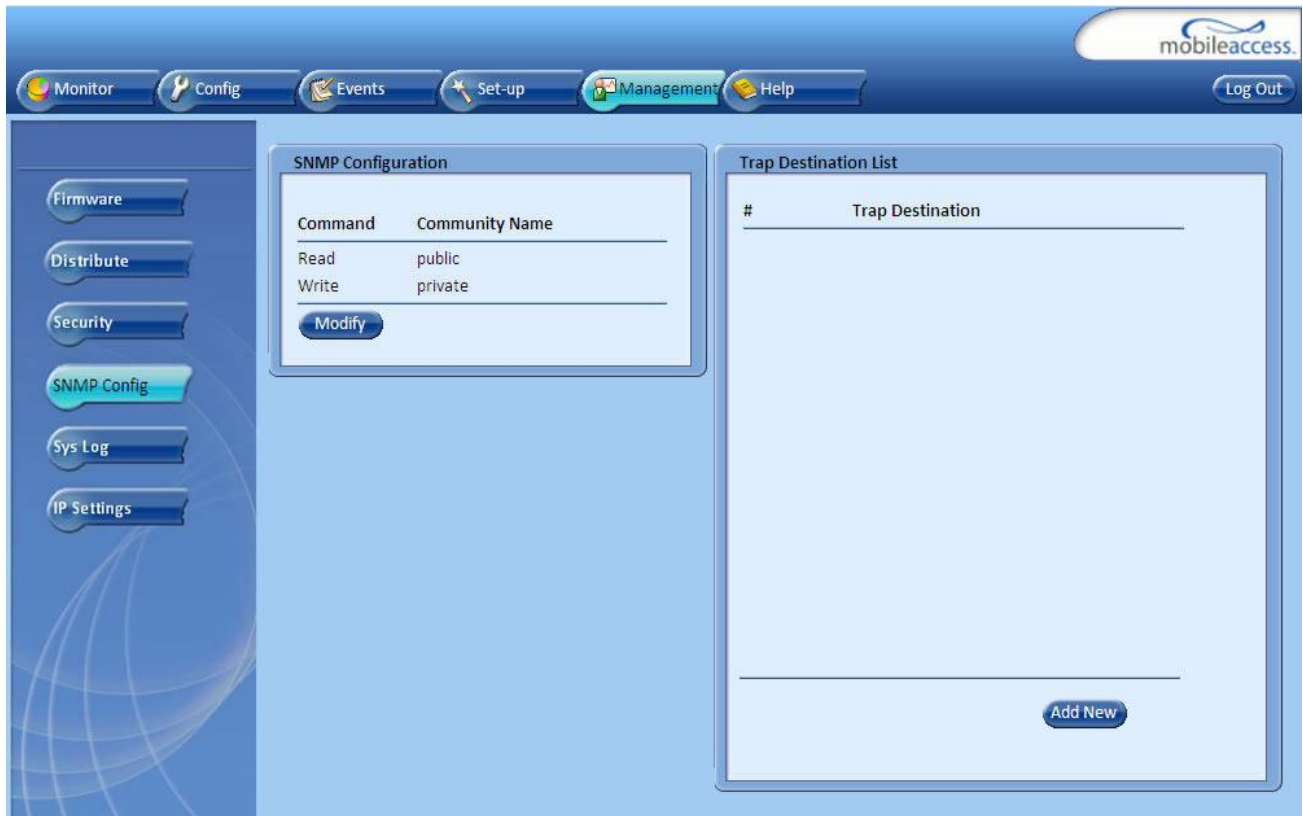 mobileaccess.
Monitor Config Events Set-up Management Help Log Out
Firmware
Distribute
Security
SNMP Config
Sys Log
IP Settings
SNMP Configuration
Command Community Name
Read public
Write private
Modify
Trap Destination List
# Trap Destination
Add New